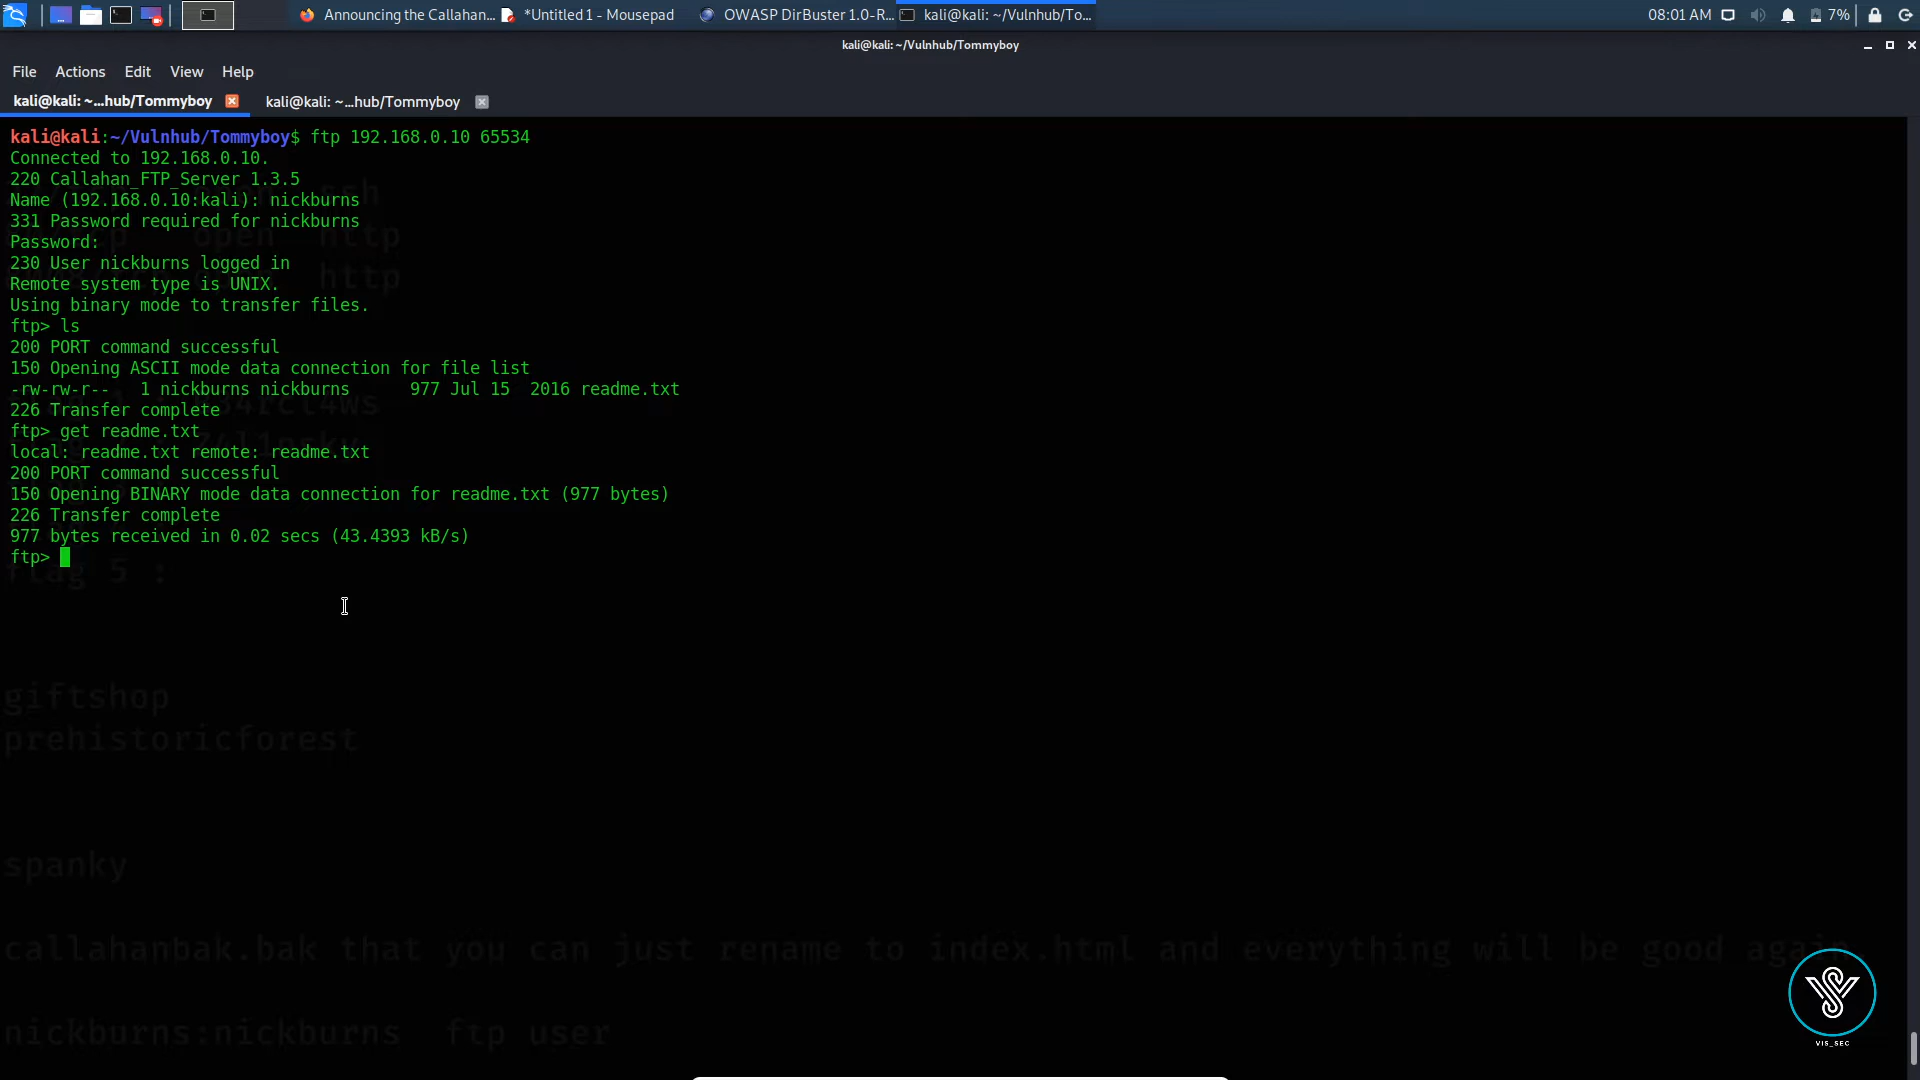 Announcing the Callahan... *Untitled 1 - Mousepad OWASP DirBuster 1.0-R... kali@kali: ~/Vulnhub/To... 08:01 AM 7%
kali@kali: ~/Vulnhub/Tommyboy
File Actions Edit View Help
kali@kali: ~...hub/Tommyboy kali@kali: ~...hub/Tommyboy
kali@kali:~/Vulnhub/Tommyboy$ ftp 192.168.0.10 65534
Connected to 192.168.0.10.
220 Callahan_FTP_Server 1.3.5
ssh
Name (192.168.0.10:kali): nickburns
331 Password required for nickburns
open http
Password:
230 User nickburns logged in
http
Remote system type is UNIX.
Using binary mode to transfer files.
ftp> ls
200 PORT command successful
150 Opening ASCII mode data connection for file list
-rw-rw-r-- 1 nickburns nickburns 977 Jul 15 2016 readme.txt
226 Transfer complete
ftp> get readme.txt
local: readme.txt remote: readme.txt
200 PORT command successful
150 Opening BINARY mode data connection for readme.txt (977 bytes)
226 Transfer complete
977 bytes received in 0.02 secs (43.4393 kB/s)
ftp>
flag 5 :
giftshop
prehistoricforest
spanky
callahanbak.bak that you can just rename to index.html and everything will be good again
nickburns:nickburns ftp user
VIS_SEC